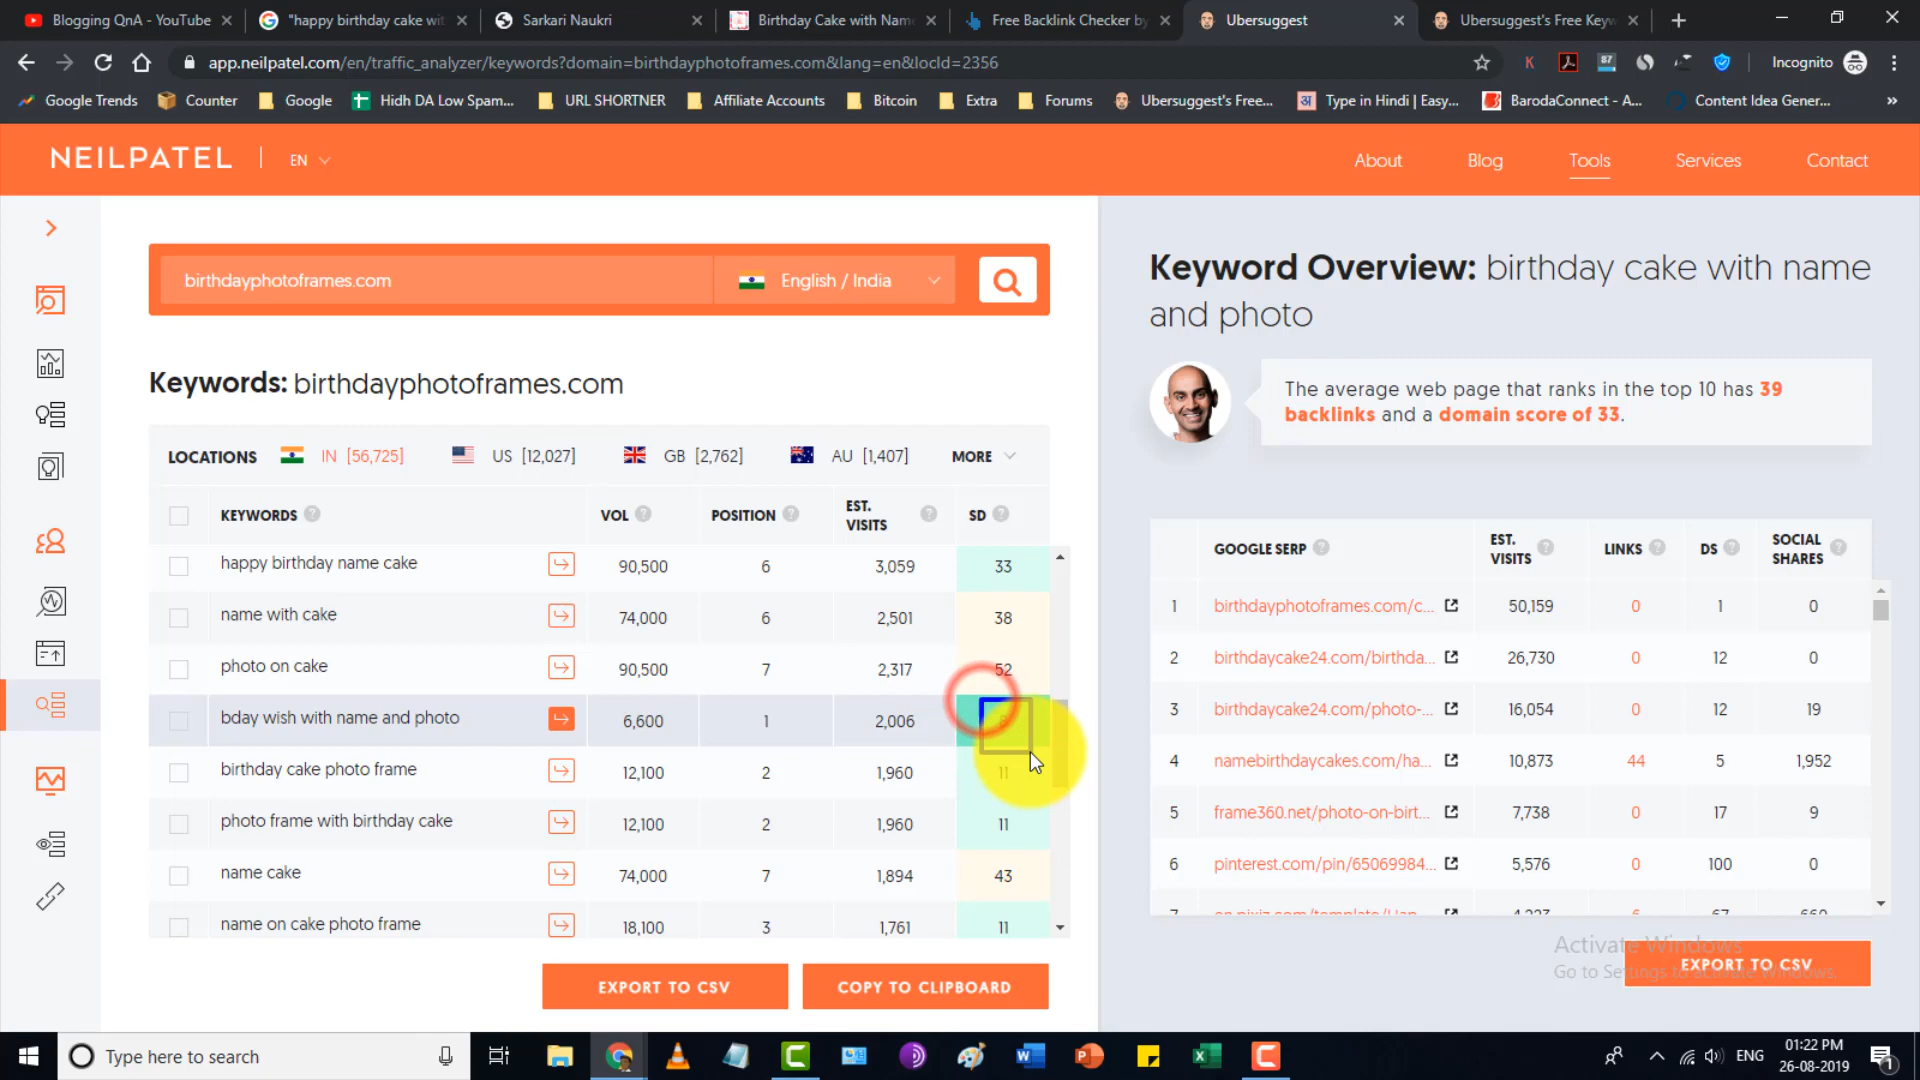 Blogging QnA - YouTube
"happy birthday cake wit
Sarkari Naukri
Birthday Cake with Nam
Free Backlink Checker by
Ubersuggest
Ubersuggest's Free Keyw
app.neilpatel.com/en/traffic_analyzer/keywords?domain=birthdayphotoframes.com&lang=en&locId=2356
87
Incognito
Google Trends
Counter
Google
Hidh DA Low Spam...
URL SHORTNER
Affiliate Accounts
Bitcoin
Extra
Forums
Ubersuggest's Free...
Type in Hindi | Easy...
BarodaConnect - A...
Content Idea Gener...
NEILPATEL
EN
About
Blog
Tools
Services
Contact
birthdayphotoframes.com
English / India
Keywords: birthdayphotoframes.com
LOCATIONS IN [56,725] US [12,027] GB [2,762] AU [1,407] MORE
KEYWORDS VOL POSITION EST. VISITS SD
happy birthday name cake 90,500 6 3,059 33
name with cake 74,000 6 2,501 38
photo on cake 90,500 7 2,317 52
bday wish with name and photo 6,600 1 2,006
birthday cake photo frame 12,100 2 1,960 11
photo frame with birthday cake 12,100 2 1,960 11
name cake 74,000 7 1,894 43
name on cake photo frame 18,100 3 1,761 11
EXPORT TO CSV
COPY TO CLIPBOARD
Keyword Overview: birthday cake with name
and photo
The average web page that ranks in the top 10 has 39
backlinks and a domain score of 33.
GOOGLE SERP EST. VISITS LINKS DS SOCIAL SHARES
1 birthdayphotoframes.com/c... 50,159 0 1 0
2 birthdaycake24.com/birthda... 26,730 0 12 0
3 birthdaycake24.com/photo-... 16,054 0 12 19
4 namebirthdaycakes.com/ha... 10,873 44 5 1,952
5 frame360.net/photo-on-birt... 7,738 0 17 9
6 pinterest.com/pin/65069984... 5,576 0 100 0
EXPORT TO CSV
Activate Windows
Go to Settings to activate Windows.
Type here to search
ENG
01:22 PM
26-08-2019
1